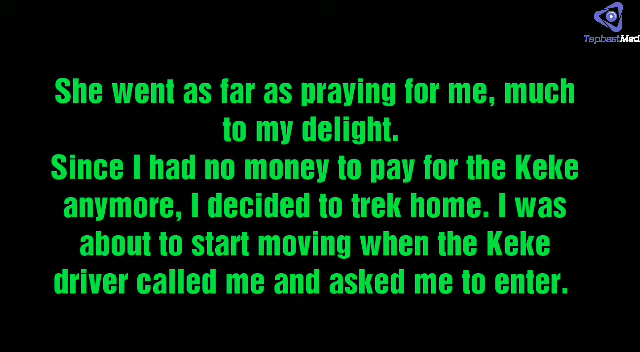 TapbastMed
She went as far as praying for me, much
to my delight.
Since I had no money to pay for the Keke
anymore, I decided to trek home. I was
about to start moving when the Keke
driver called me and asked me to enter.